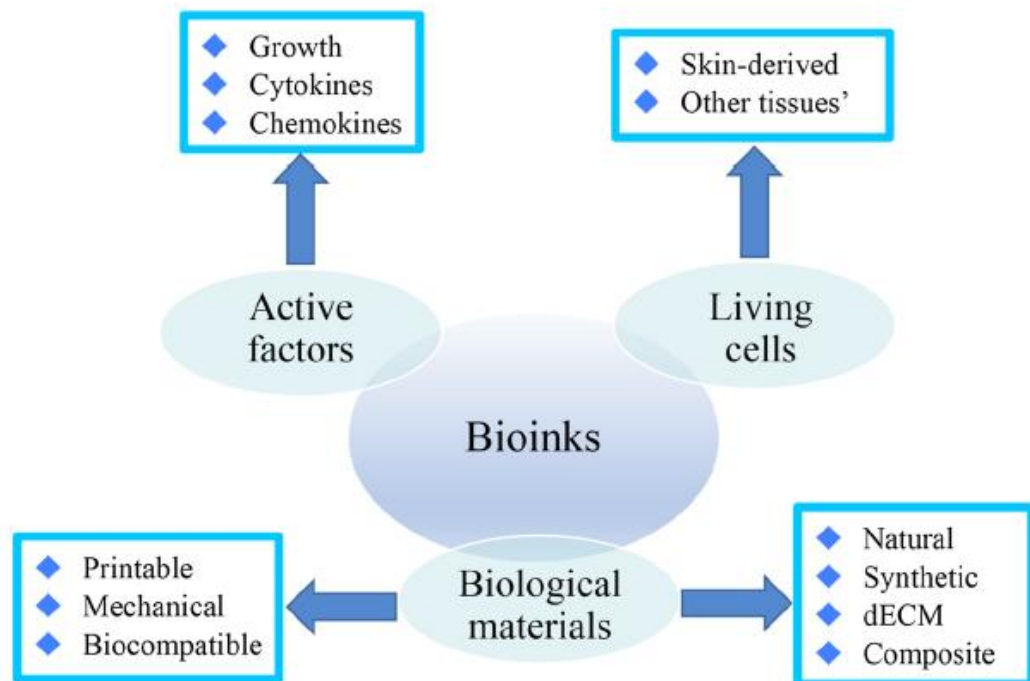 Growth
Cytokines
Chemokines
Skin-derived
Other tissues’
Active
factors
Living
cells
Bioinks
Biological
materials
Printable
Mechanical
Biocompatible
Natural
Synthetic
dECM
Composite